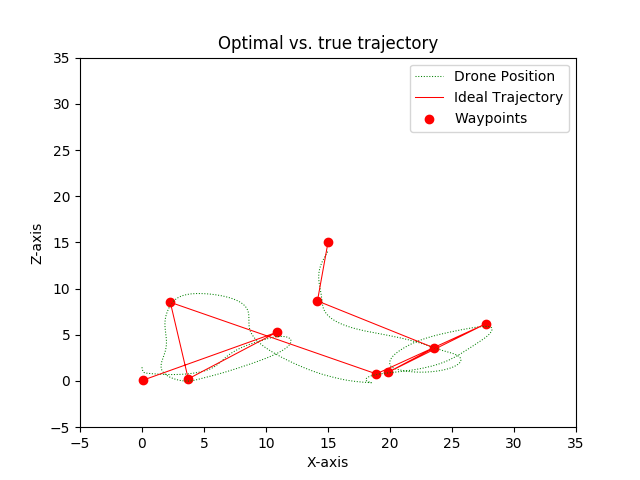 Optimal vs. true trajectory
Drone Position
Ideal Trajectory
Waypoints
Z-axis
35
30
25
20
15
10
5
0
−5
−5 0 5 10 15 20 25 30 35
X-axis